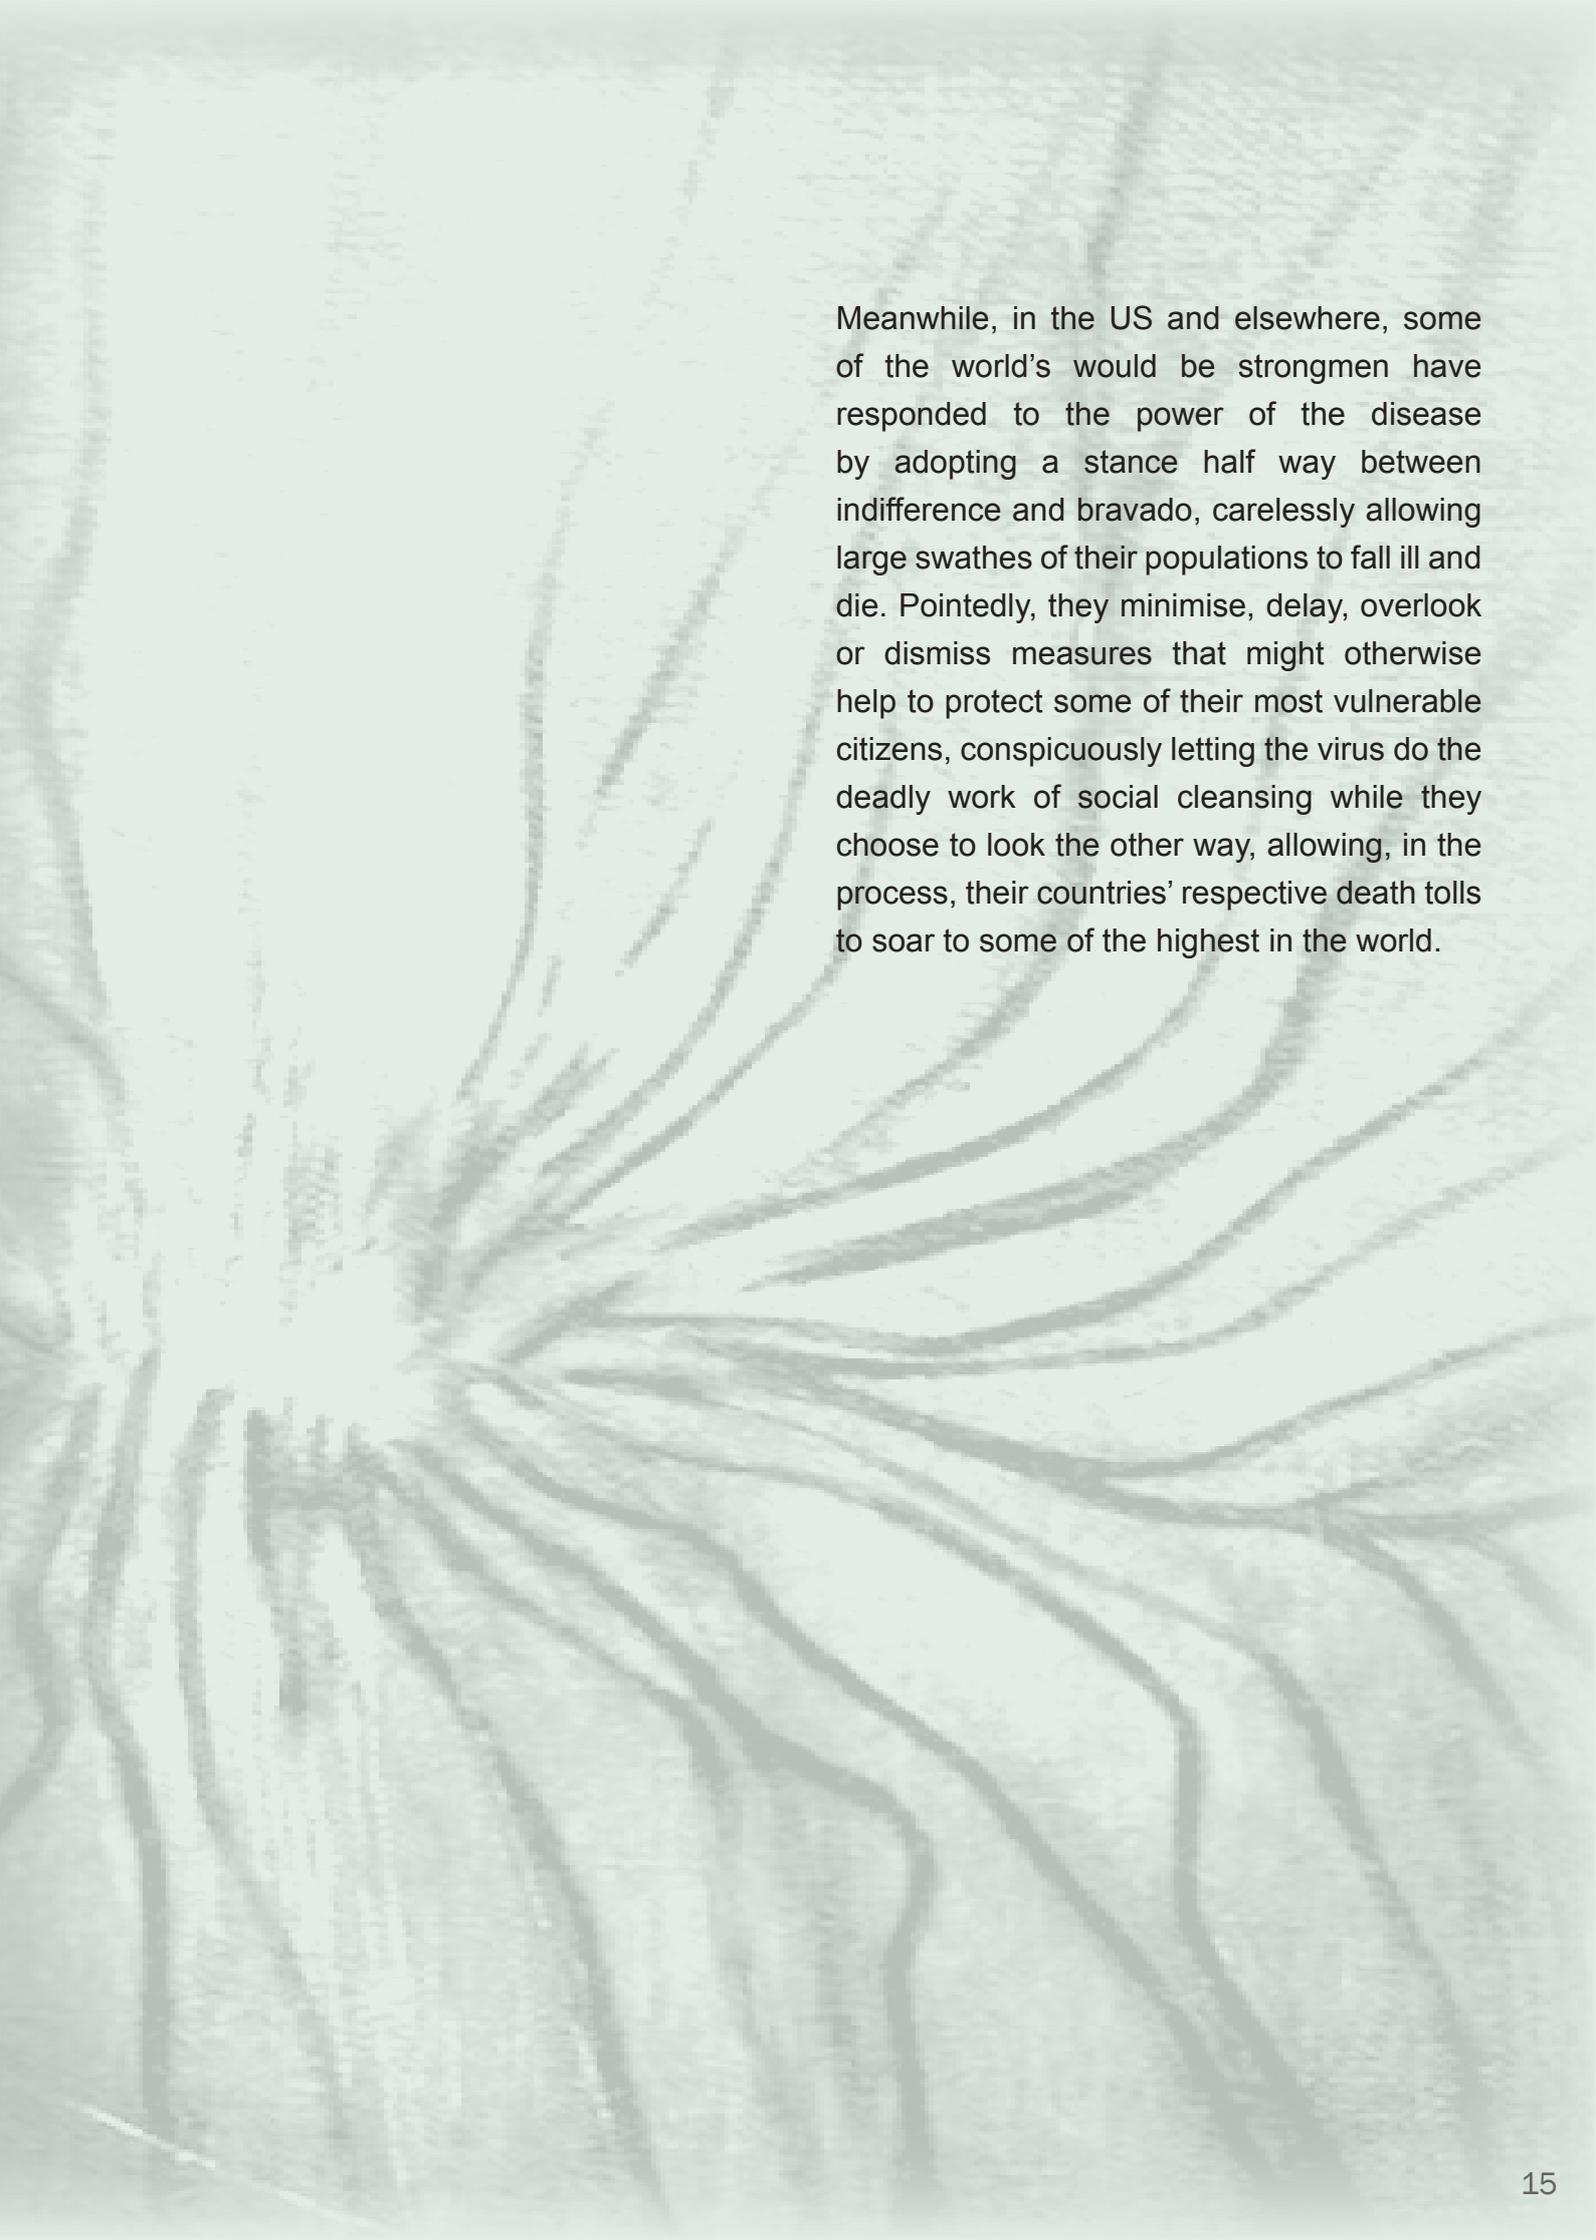 Meanwhile, in the US and elsewhere, some
of the world’s would be strongmen have
responded to the power of the disease
by adopting a stance half way between
indifference and bravado, carelessly allowing
large swathes of their populations to fall ill and
die. Pointedly, they minimise, delay, overlook
or dismiss measures that might otherwise
help to protect some of their most vulnerable
citizens, conspicuously letting the virus do the
deadly work of social cleansing while they
choose to look the other way, allowing, in the
process, their countries’ respective death tolls
to soar to some of the highest in the world.
15